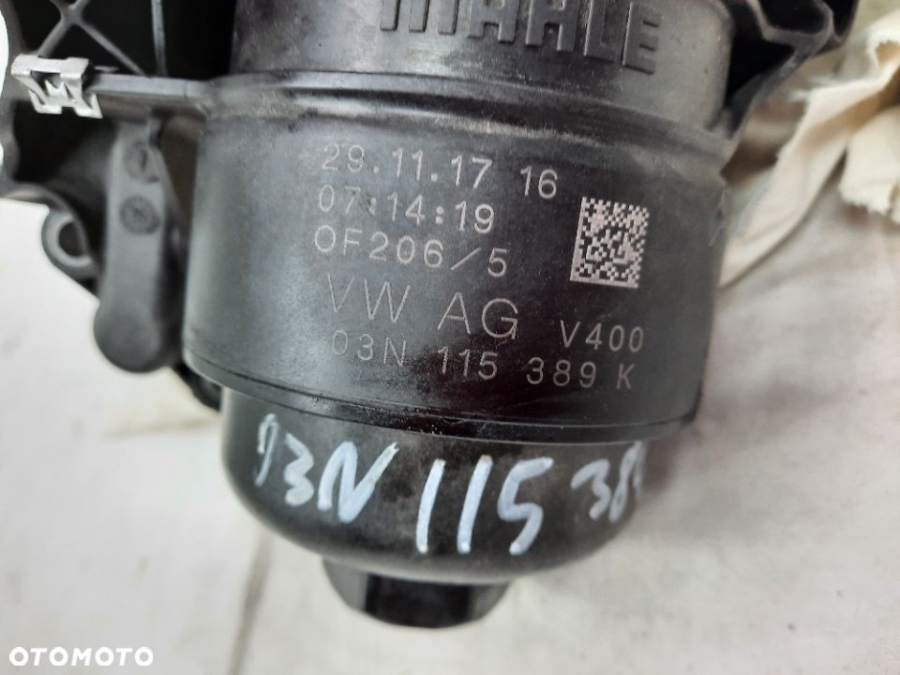 MAHLE
29.11.17 16
07:14:19
OF206/5
VW AG V400
03N 115 389 K
03N 115 389
OTOMOTO